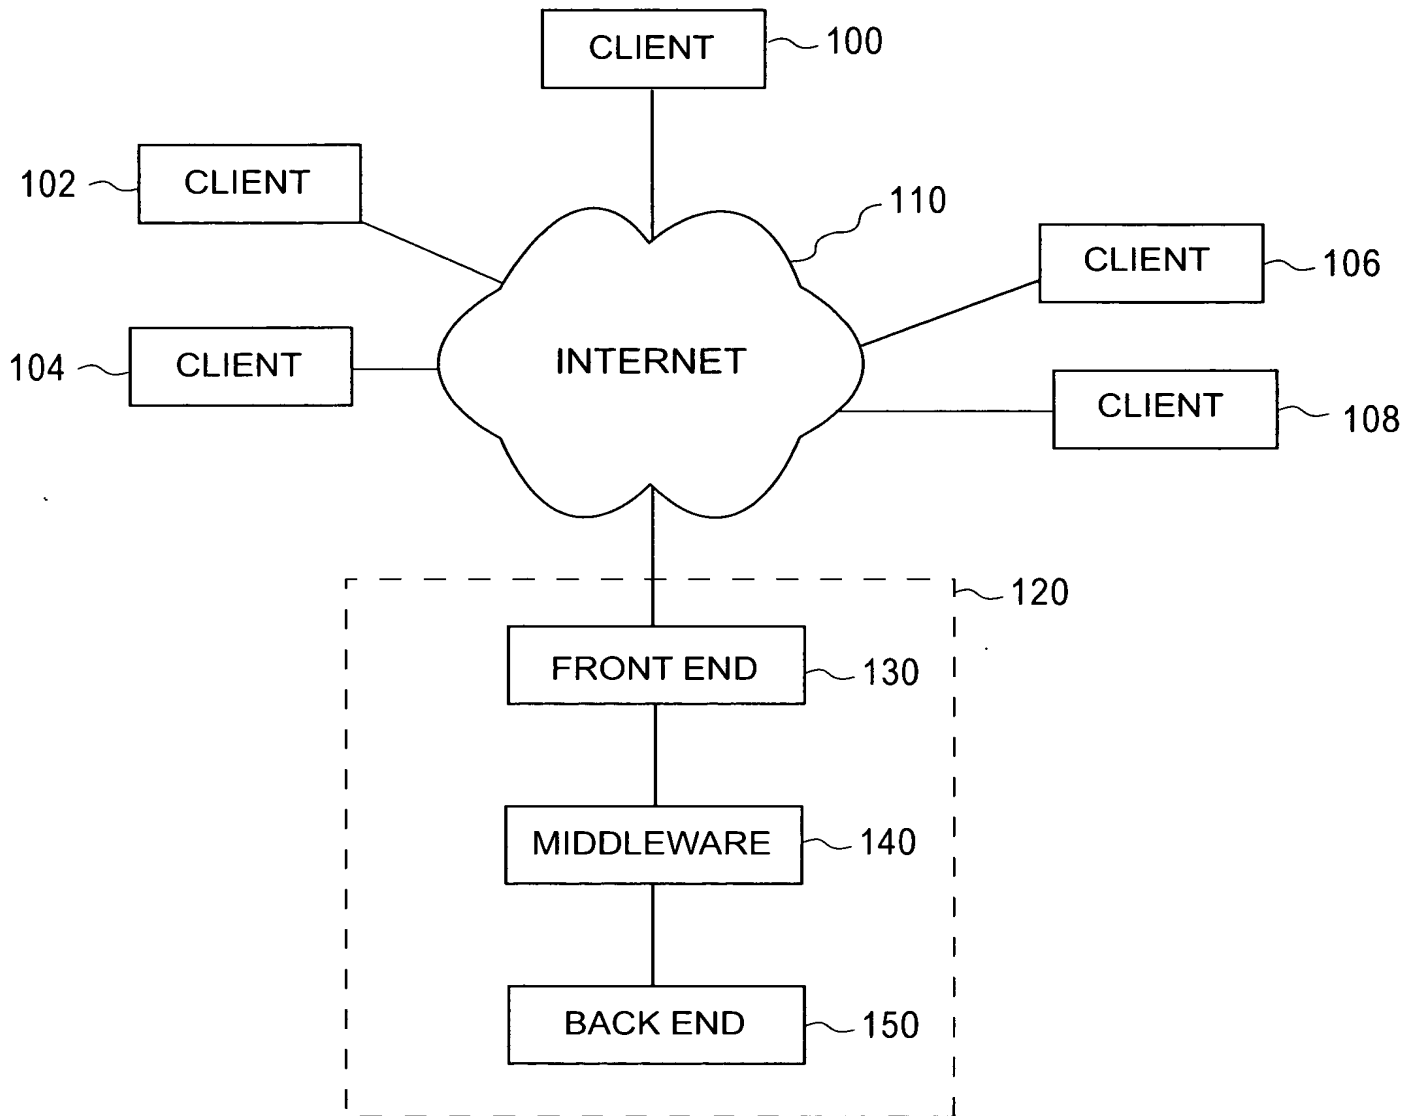 CLIENT 100
102 CLIENT
110
CLIENT 106
104 CLIENT
INTERNET
CLIENT 108
120
FRONT END 130
MIDDLEWARE 140
BACK END 150